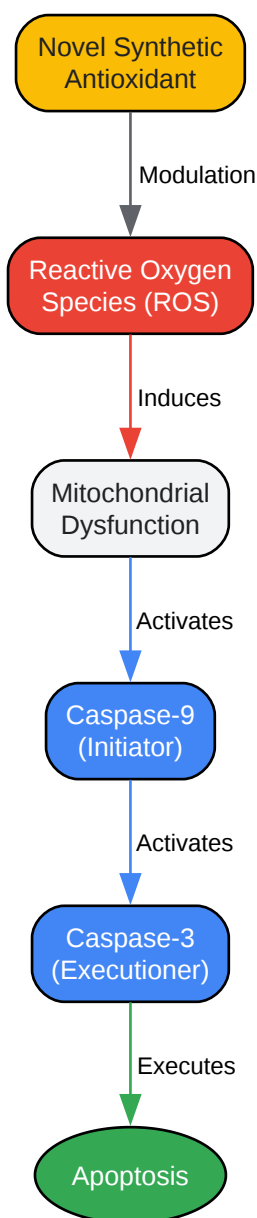 Novel Synthetic
Antioxidant
Modulation
Reactive Oxygen
Species (ROS)
Induces
Mitochondrial
Dysfunction
Activates
Caspase-9
(Initiator)
Activates
Caspase-3
(Executioner)
Executes
Apoptosis